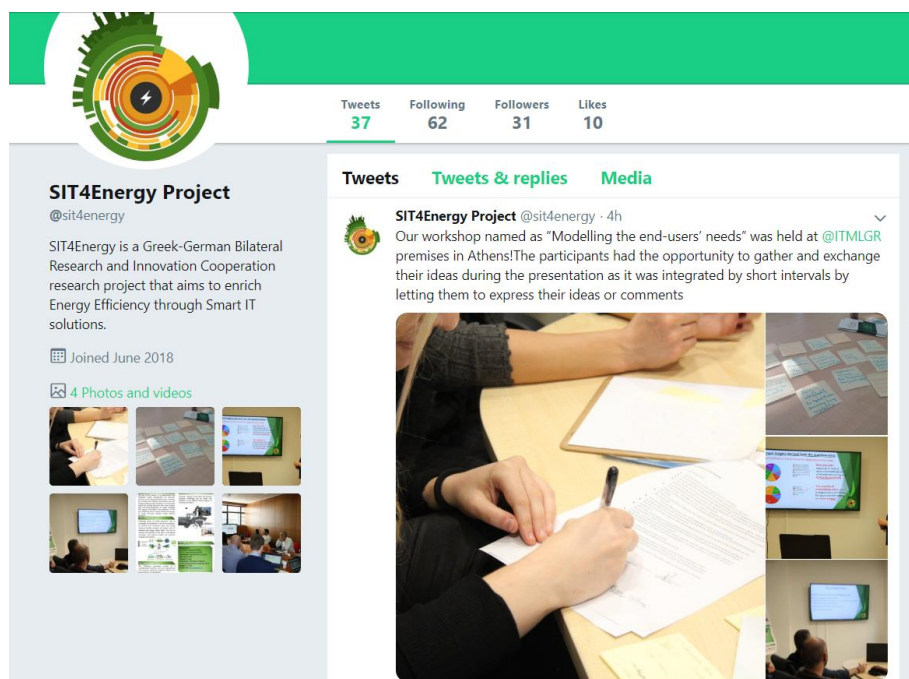 Tweets Following Followers Likes
37 62 31 10
SIT4Energy Project
@sit4energy
SIT4Energy is a Greek-German Bilateral
Research and Innovation Cooperation
research project that aims to enrich
Energy Efficiency through Smart IT
solutions.
Joined June 2018
4 Photos and videos
Tweets Tweets & replies Media
SIT4Energy Project @sit4energy · 4h
Our workshop named as “Modelling the end-users’ needs” was held at @ITMLGR
premises in Athens!The participants had the opportunity to gather and exchange
their ideas during the presentation as it was integrated by short intervals by
letting them to express their ideas or comments